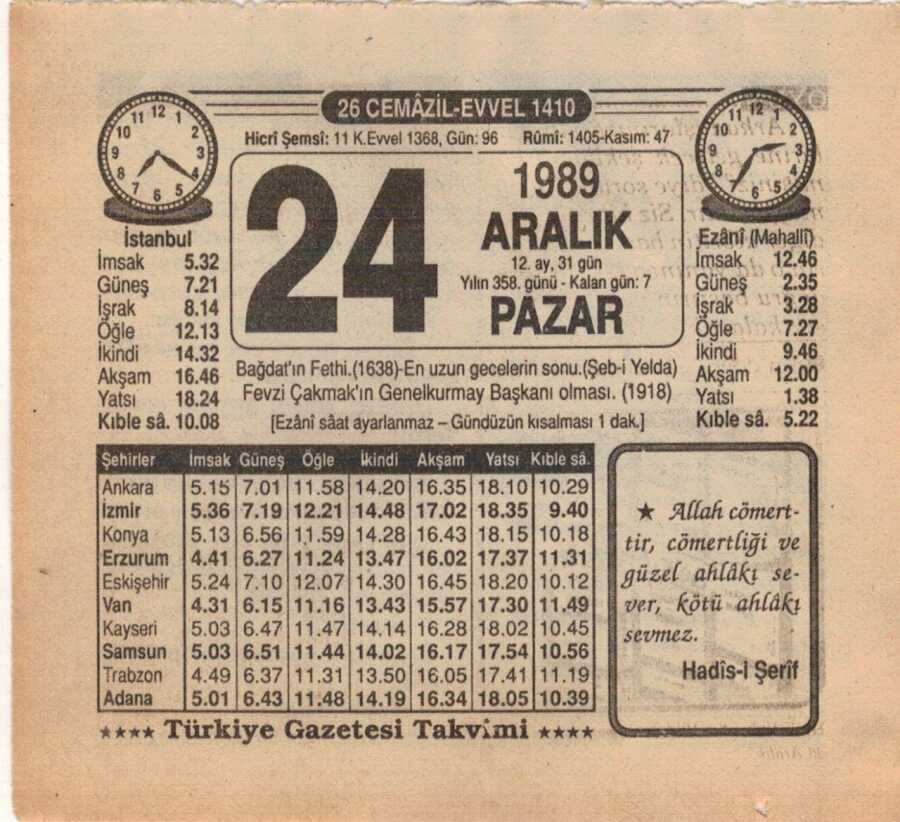 26 CEMÂZİL-EVVEL 1410
Hicrî Şemsî: 11 K.Evvel 1368, Gün: 96 Rûmî: 1405-Kasım: 47
24
1989
ARALIK
12. ay, 31 gün
Yılın 358. günü - Kalan gün: 7
PAZAR
İstanbul
İmsak 5.32
Güneş 7.21
İşrak 8.14
Öğle 12.13
İkindi 14.32
Akşam 16.46
Yatsı 18.24
Kıble sâ. 10.08
Ezânî (Mahallî)
İmsak 12.46
Güneş 2.35
İşrak 3.28
Öğle 7.27
İkindi 9.46
Akşam 12.00
Yatsı 1.38
Kıble sâ. 5.22
Bağdat'ın Fethi.(1638)-En uzun gecelerin sonu.(Şeb-i Yelda)
Fevzi Çakmak'ın Genelkurmay Başkanı olması. (1918)
[Ezânî sâat ayarlanmaz – Gündüzün kısalması 1 dak.]
Şehirler İmsak Güneş Öğle İkindi Akşam Yatsı Kıble sâ.
Ankara 5.15 7.01 11.58 14.20 16.35 18.10 10.29
İzmir 5.36 7.19 12.21 14.48 17.02 18.35 9.40
Konya 5.13 6.56 11.59 14.28 16.43 18.15 10.18
Erzurum 4.41 6.27 11.24 13.47 16.02 17.37 11.31
Eskişehir 5.24 7.10 12.07 14.30 16.45 18.20 10.12
Van 4.31 6.15 11.16 13.43 15.57 17.30 11.49
Kayseri 5.03 6.47 11.47 14.14 16.28 18.02 10.45
Samsun 5.03 6.51 11.44 14.02 16.17 17.54 10.56
Trabzon 4.49 6.37 11.31 13.50 16.05 17.41 11.19
Adana 5.01 6.43 11.48 14.19 16.34 18.05 10.39
★ Allah cömert-
tir, cömertliği ve
güzel ahlâkı se-
ver, kötü ahlâkı
sevmez.
Hadîs-i Şerîf
★★★★ Türkiye Gazetesi Takvimi ★★★★